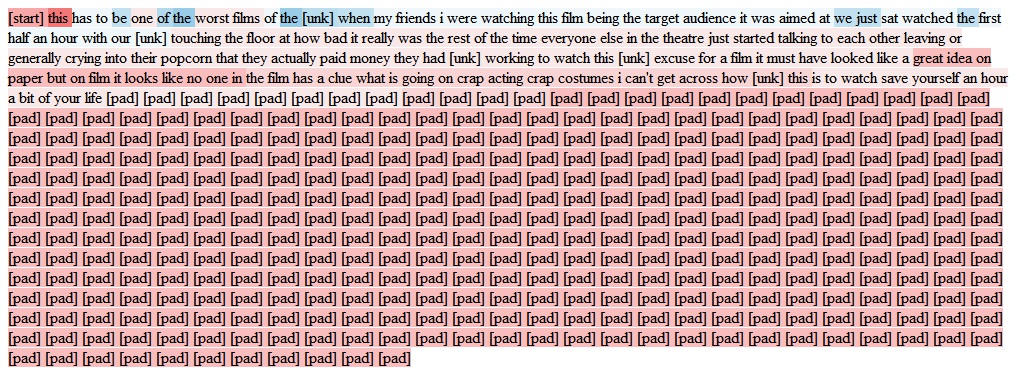 [start] this has to be one of the worst films of the [unk] when my friends i were watching this film being the target audience it was aimed at we just sat watched the first
half an hour with our [unk] touching the floor at how bad it really was the rest of the time everyone else in the theatre just started talking to each other leaving or
generally crying into their popcorn that they actually paid money they had [unk] working to watch this [unk] excuse for a film it must have looked like a great idea on
paper but on film it looks like no one in the film has a clue what is going on crap acting crap costumes i can't get across how [unk] this is to watch save yourself an hour
a bit of your life [pad] [pad] [pad] [pad] [pad] [pad] [pad] [pad] [pad] [pad] [pad] [pad] [pad] [pad] [pad] [pad] [pad] [pad] [pad] [pad] [pad] [pad] [pad] [pad]
[pad] [pad] [pad] [pad] [pad] [pad] [pad] [pad] [pad] [pad] [pad] [pad] [pad] [pad] [pad] [pad] [pad] [pad] [pad] [pad] [pad] [pad] [pad] [pad] [pad] [pad] [pad]
[pad] [pad] [pad] [pad] [pad] [pad] [pad] [pad] [pad] [pad] [pad] [pad] [pad] [pad] [pad] [pad] [pad] [pad] [pad] [pad] [pad] [pad] [pad] [pad] [pad] [pad] [pad]
[pad] [pad] [pad] [pad] [pad] [pad] [pad] [pad] [pad] [pad] [pad] [pad] [pad] [pad] [pad] [pad] [pad] [pad] [pad] [pad] [pad] [pad] [pad] [pad] [pad] [pad] [pad]
[pad] [pad] [pad] [pad] [pad] [pad] [pad] [pad] [pad] [pad] [pad] [pad] [pad] [pad] [pad] [pad] [pad] [pad] [pad] [pad] [pad] [pad] [pad] [pad] [pad] [pad] [pad]
[pad] [pad] [pad] [pad] [pad] [pad] [pad] [pad] [pad] [pad] [pad] [pad] [pad] [pad] [pad] [pad] [pad] [pad] [pad] [pad] [pad] [pad] [pad] [pad] [pad] [pad] [pad]
[pad] [pad] [pad] [pad] [pad] [pad] [pad] [pad] [pad] [pad] [pad] [pad] [pad] [pad] [pad] [pad] [pad] [pad] [pad] [pad] [pad] [pad] [pad] [pad] [pad] [pad] [pad]
[pad] [pad] [pad] [pad] [pad] [pad] [pad] [pad] [pad] [pad] [pad] [pad] [pad] [pad] [pad] [pad] [pad] [pad] [pad] [pad] [pad] [pad] [pad] [pad] [pad] [pad] [pad]
[pad] [pad] [pad] [pad] [pad] [pad] [pad] [pad] [pad] [pad] [pad] [pad] [pad] [pad] [pad] [pad] [pad] [pad] [pad] [pad] [pad] [pad] [pad] [pad] [pad] [pad] [pad]
[pad] [pad] [pad] [pad] [pad] [pad] [pad] [pad] [pad] [pad] [pad] [pad] [pad] [pad] [pad] [pad] [pad] [pad] [pad] [pad] [pad] [pad] [pad] [pad] [pad] [pad] [pad]
[pad] [pad] [pad] [pad] [pad] [pad] [pad] [pad] [pad] [pad] [pad] [pad] [pad] [pad] [pad] [pad] [pad] [pad] [pad] [pad] [pad] [pad] [pad] [pad] [pad] [pad] [pad]
[pad] [pad] [pad] [pad] [pad] [pad] [pad] [pad] [pad] [pad] [pad] [pad] [pad] [pad] [pad] [pad] [pad] [pad] [pad] [pad] [pad] [pad] [pad] [pad] [pad] [pad] [pad]
[pad] [pad] [pad] [pad] [pad] [pad] [pad] [pad] [pad] [pad] [pad] [pad] [pad] [pad] [pad] [pad] [pad] [pad] [pad] [pad] [pad] [pad] [pad] [pad] [pad] [pad] [pad]
[pad] [pad] [pad] [pad] [pad] [pad] [pad] [pad] [pad] [pad] [pad]